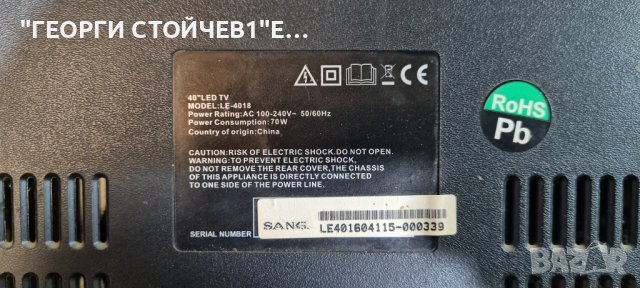 "ГЕОРГИ СТОЙЧЕВ1"Е...
40"LED TV
MODEL:LE-4018
Power Rating:AC 100-240V~ 50/60Hz
Power Consumption:70W
Country of origin:China
CE
RoHS
Pb
CAUTION:RISK OF ELECTRIC SHOCK.DO NOT OPEN.
WARNING:TO PREVENT ELECTRIC SHOCK,
DO NOT REMOVE THE REAR COVER,THE CHASSIS
OF THIS APPLIANCE IS DIRECTLY CONNECTED
TO ONE SIDE OF THE POWER LINE.
SERIAL NUMBER
SANG.
LE401604115-000339
BAZAR